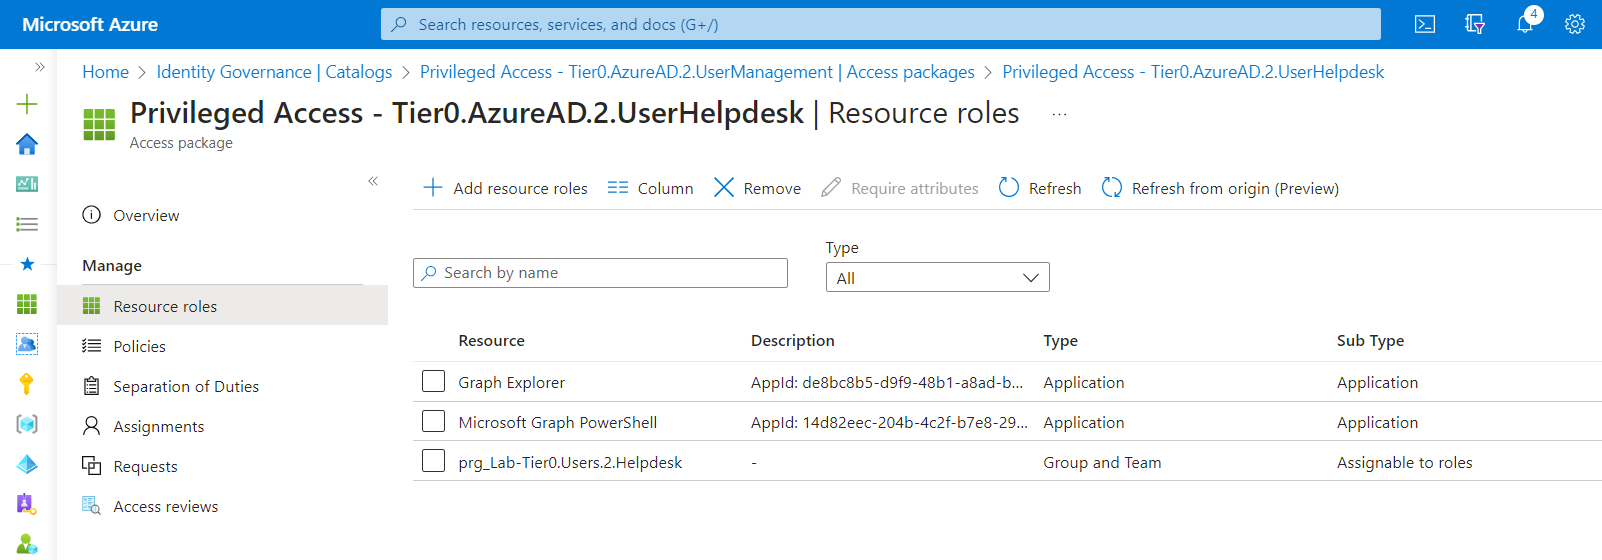 Microsoft Azure
Search resources, services, and docs (G+/)
4
Home > Identity Governance | Catalogs > Privileged Access - Tier0.AzureAD.2.UserManagement | Access packages > Privileged Access - Tier0.AzureAD.2.UserHelpdesk
Privileged Access - Tier0.AzureAD.2.UserHelpdesk | Resource roles ...
Access package
Add resource roles Column Remove Require attributes Refresh Refresh from origin (Preview)
Overview
Manage
Resource roles
Policies
Separation of Duties
Assignments
Requests
Access reviews
Type
Search by name
All
Resource Description Type Sub Type
Graph Explorer AppId: de8bc8b5-d9f9-48b1-a8ad-b... Application Application
Microsoft Graph PowerShell AppId: 14d82eec-204b-4c2f-b7e8-29... Application Application
prg_Lab-Tier0.Users.2.Helpdesk - Group and Team Assignable to roles